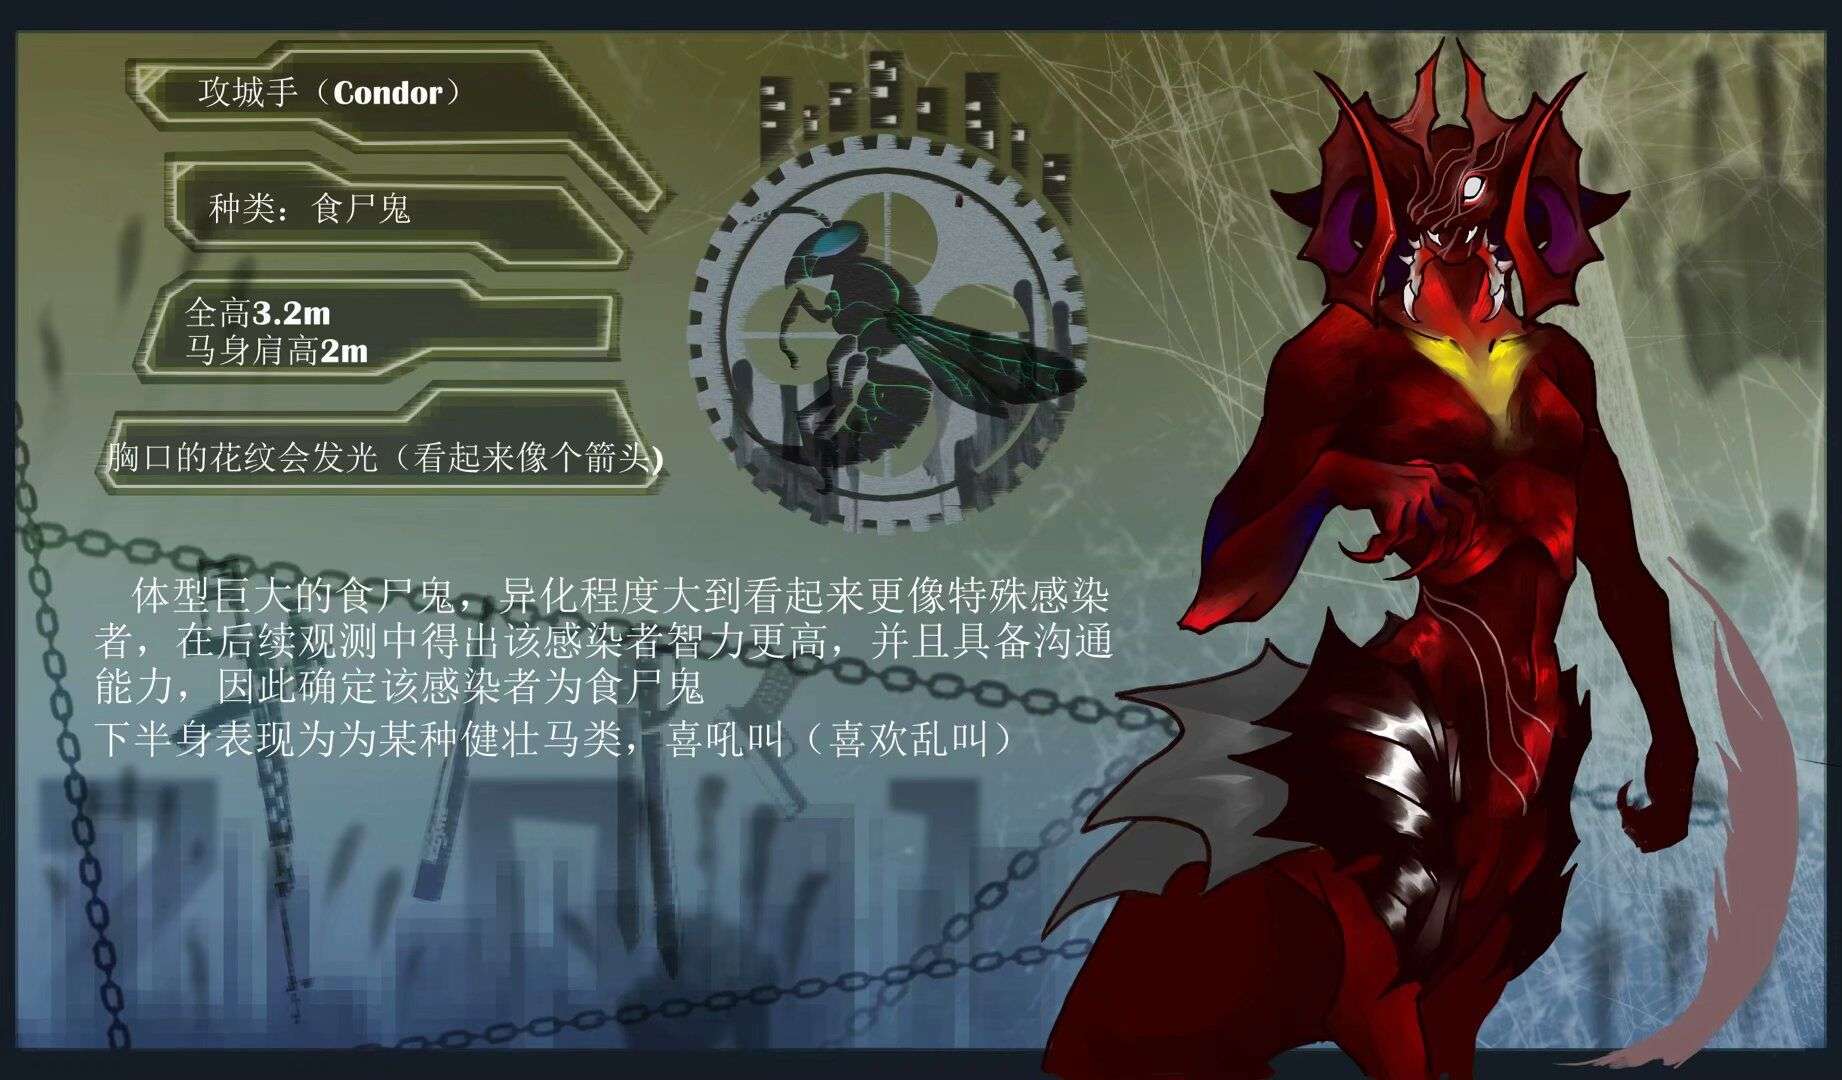 攻城手（Condor）
种类：食尸鬼
全高3.2m
马身肩高2m
胸口的花纹会发光（看起来像个箭头)
体型巨大的食尸鬼，异化程度大到看起来更像特殊感染
者，在后续观测中得出该感染者智力更高，并且具备沟通
能力，因此确定该感染者为食尸鬼
下半身表现为为某种健壮马类，喜吼叫（喜欢乱叫）